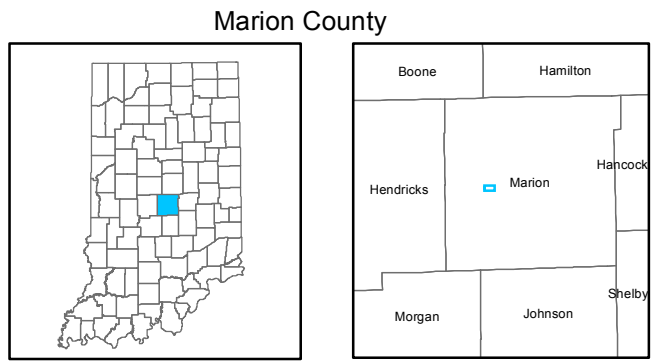 Marion County
Boone
Hamilton
Hancock
Hendricks
Marion
Shelby
Morgan
Johnson